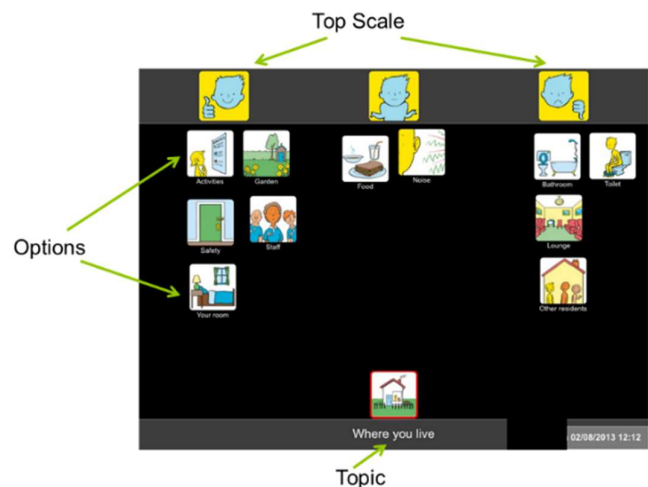 Top Scale
Activities
Garden
Food
Noise
Bathroom
Toilet
Options
Safety
Staff
Lounge
Your room
Other residents
Where you live
02/08/2013 12:12
Topic